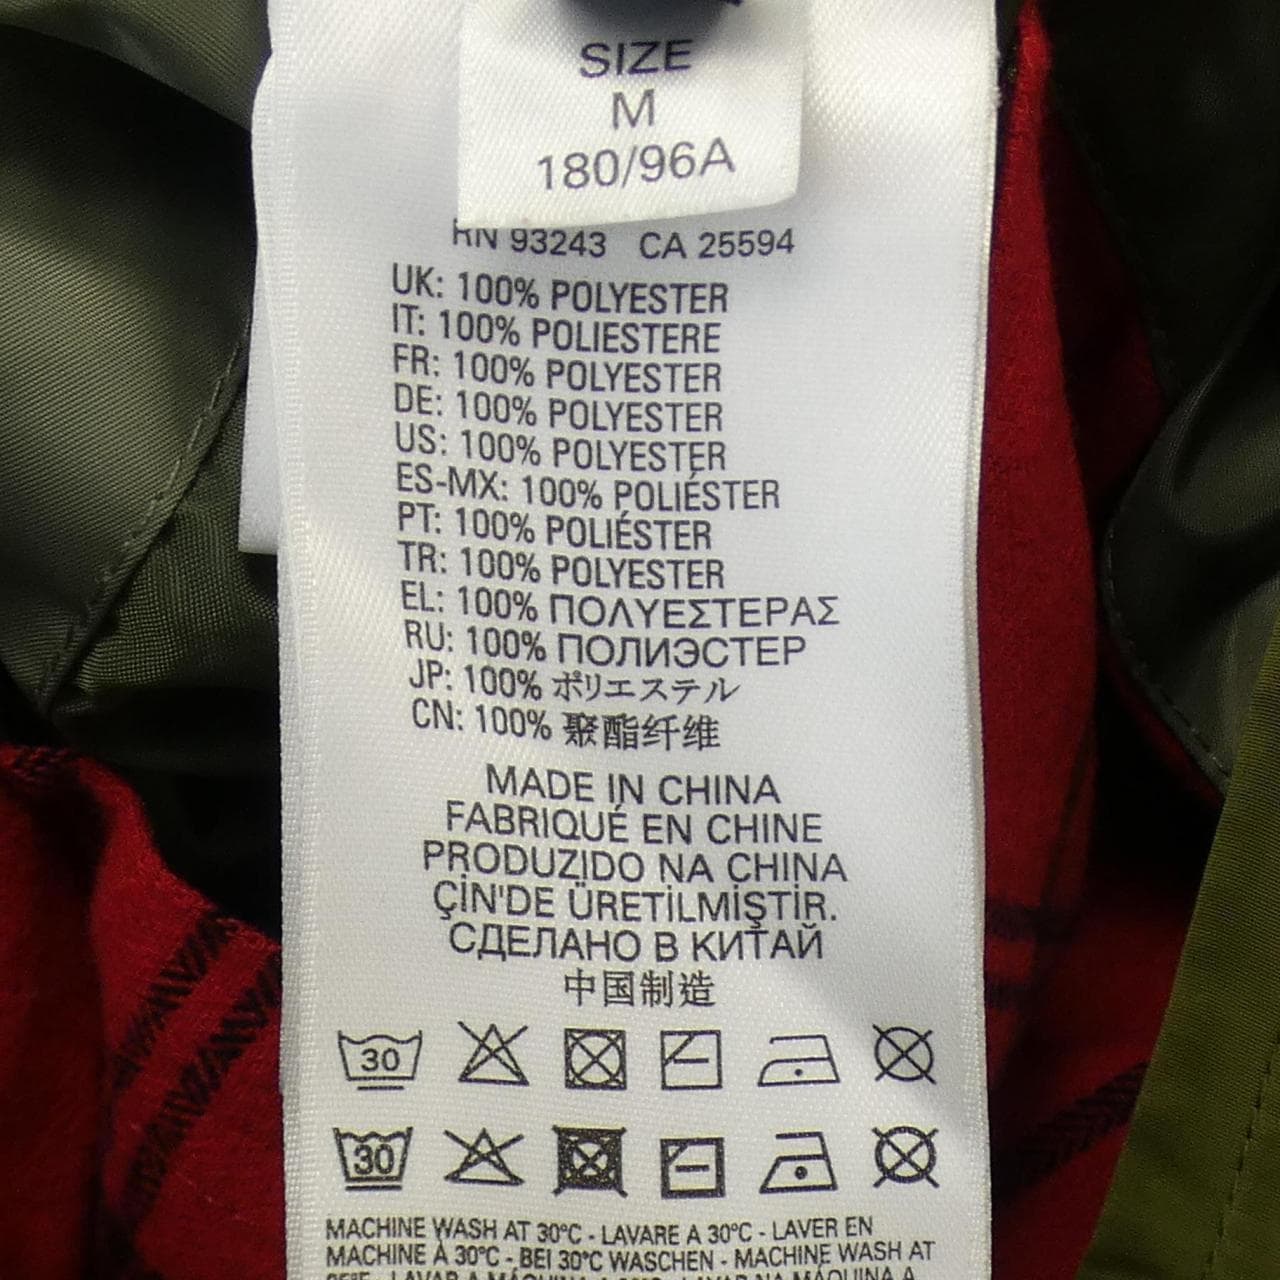 SIZE
M
180/96A
RN 93243 CA 25594
UK: 100% POLYESTER
IT: 100% POLIESTERE
FR: 100% POLYESTER
DE: 100% POLYESTER
US: 100% POLYESTER
ES-MX: 100% POLIÉSTER
PT: 100% POLIÉSTER
TR: 100% POLYESTER
EL: 100% ΠΟΛΥΕΣΤΕΡΑΣ
RU: 100% ПОЛИЭСТЕР
JP: 100% ポリエステル
CN: 100% 聚酯纤维
MADE IN CHINA
FABRIQUÉ EN CHINE
PRODUZIDO NA CHINA
ÇİN'DE ÜRETİLMİŞTİR.
СДЕЛАНО В КИТАЙ
中国制造
30
30
MACHINE WASH AT 30°C - LAVARE A 30°C - LAVER EN
MACHINE À 30°C - BEI 30°C WASCHEN - MACHINE WASH AT